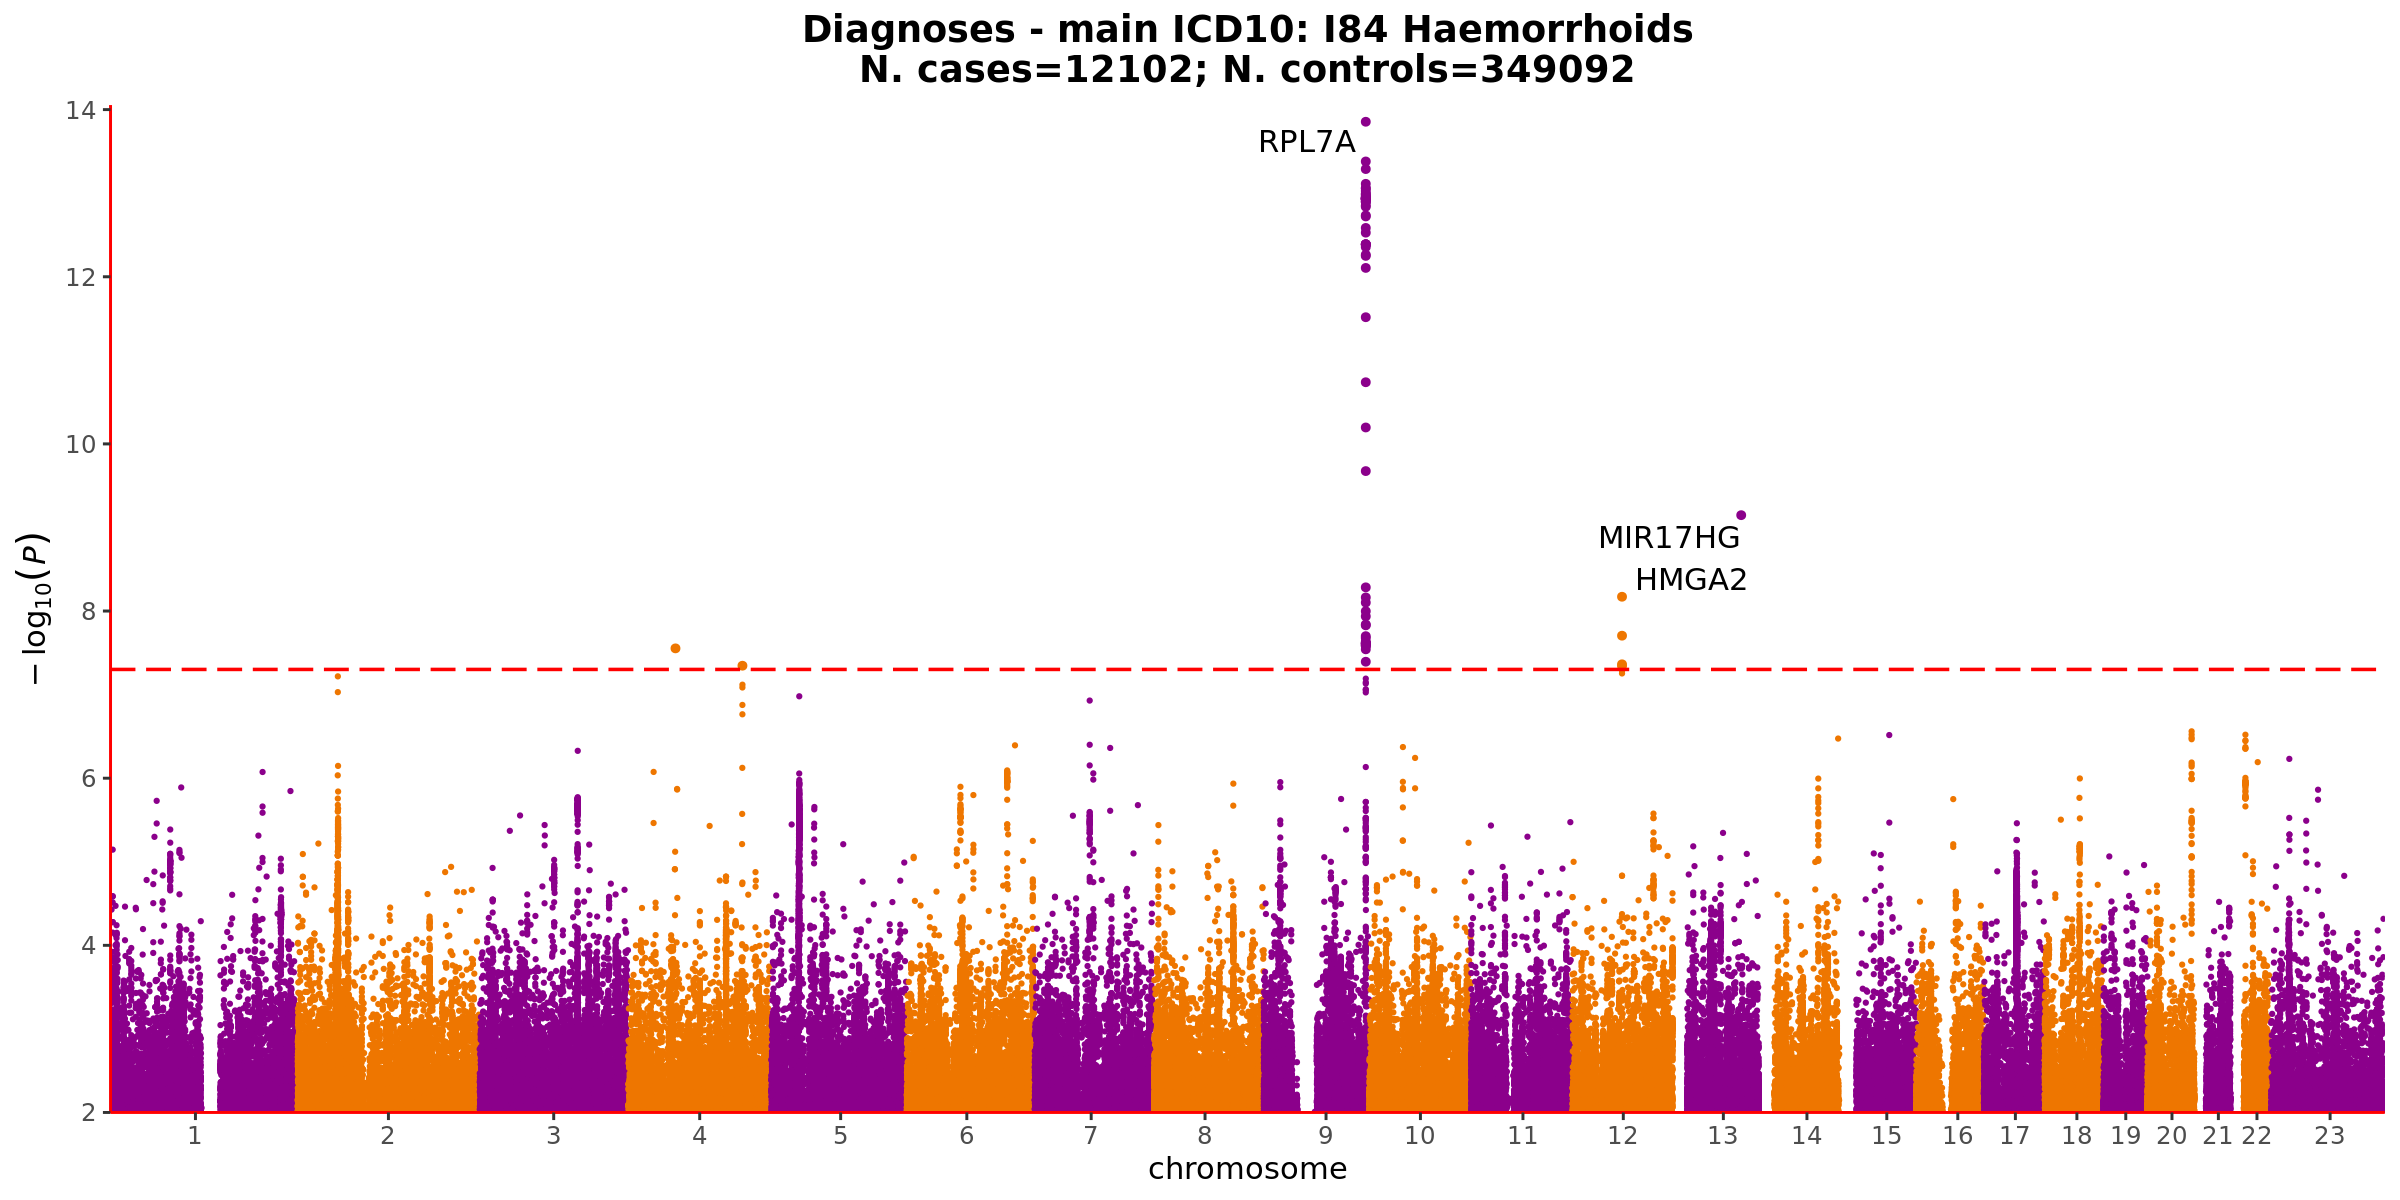 Diagnoses - main ICD10: I84 Haemorrhoids
N. cases=12102; N. controls=349092
14
12
10
8
6
4
2
− log10(P)
RPL7A
MIR17HG
HMGA2
1 2 3 4 5 6 7 8 9 10 11 12 13 14 15 16 17 18 19 20 21 22 23
chromosome